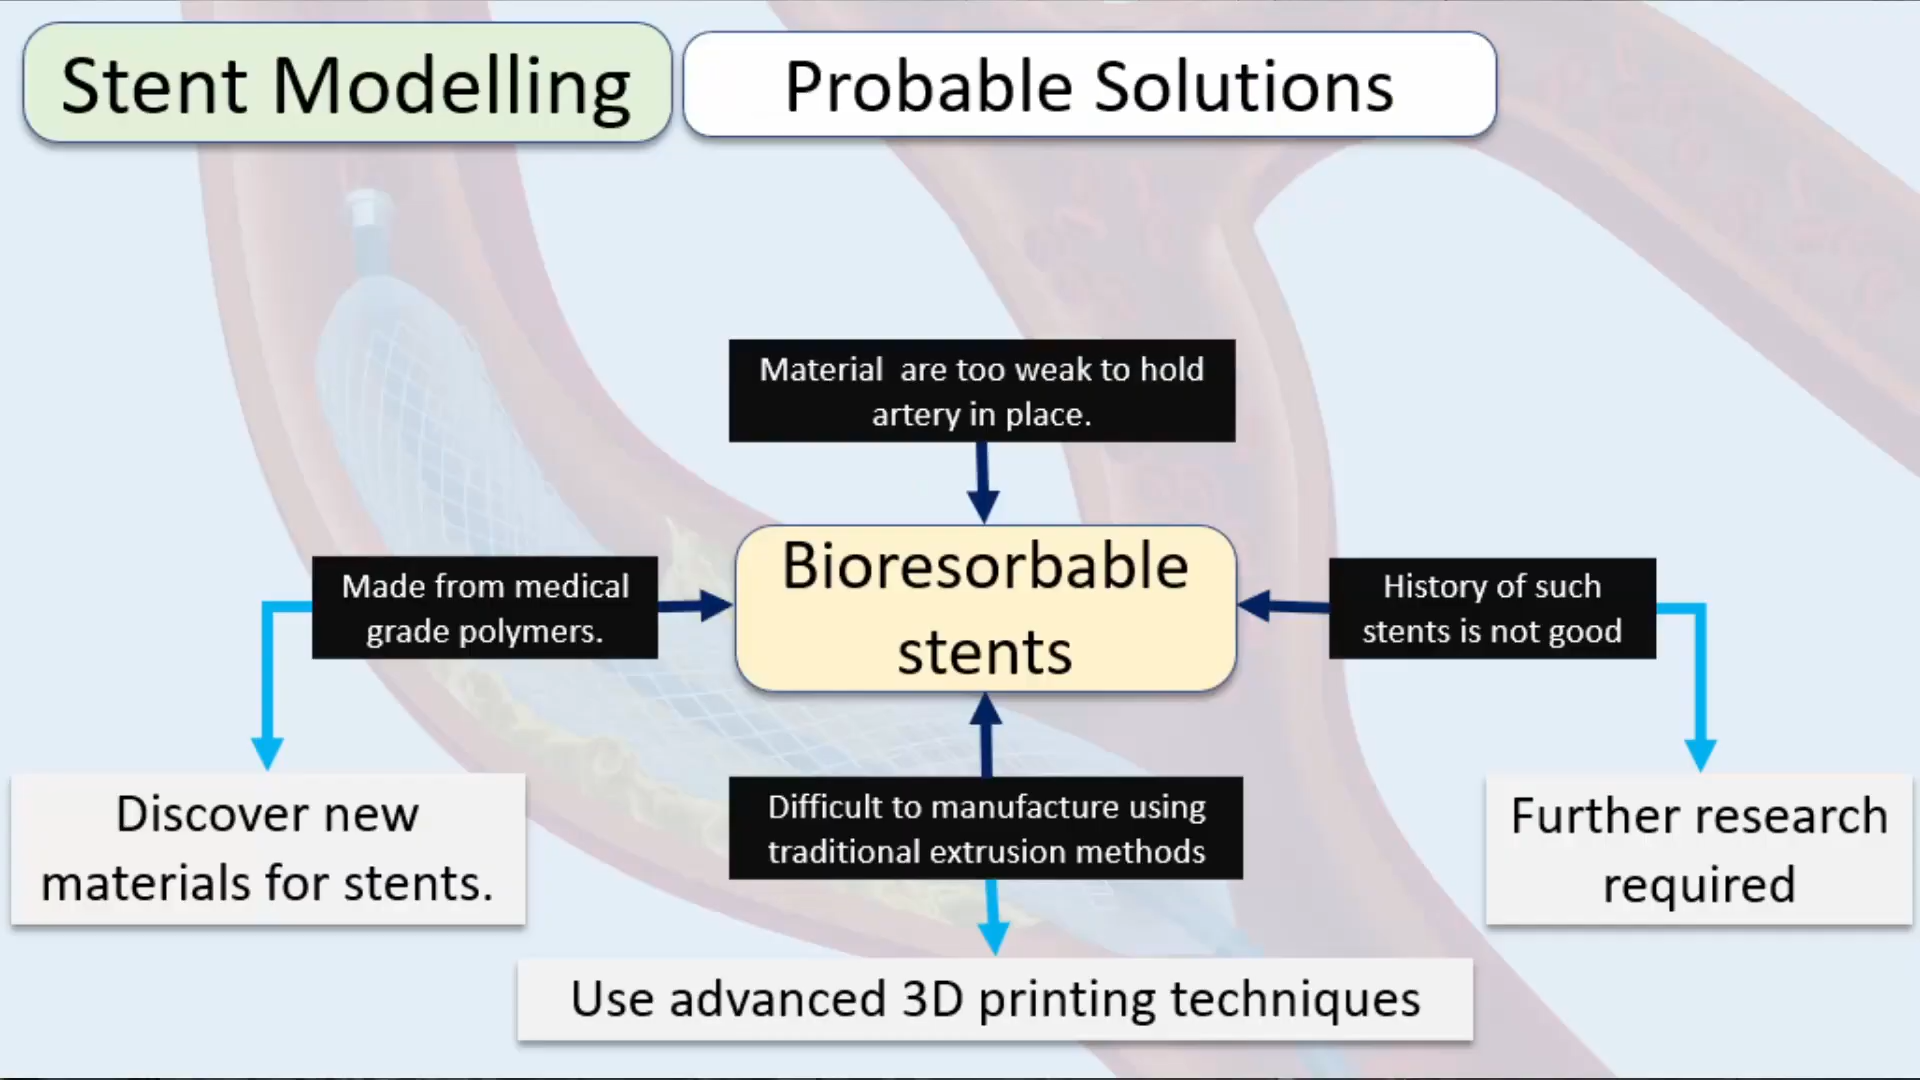 Stent Modelling
Probable Solutions
Material are too weak to hold
artery in place.
Made from medical
grade polymers.
Bioresorbable
stents
History of such
stents is not good
Difficult to manufacture using
traditional extrusion methods
Discover new
materials for stents.
Further research
required
Use advanced 3D printing techniques